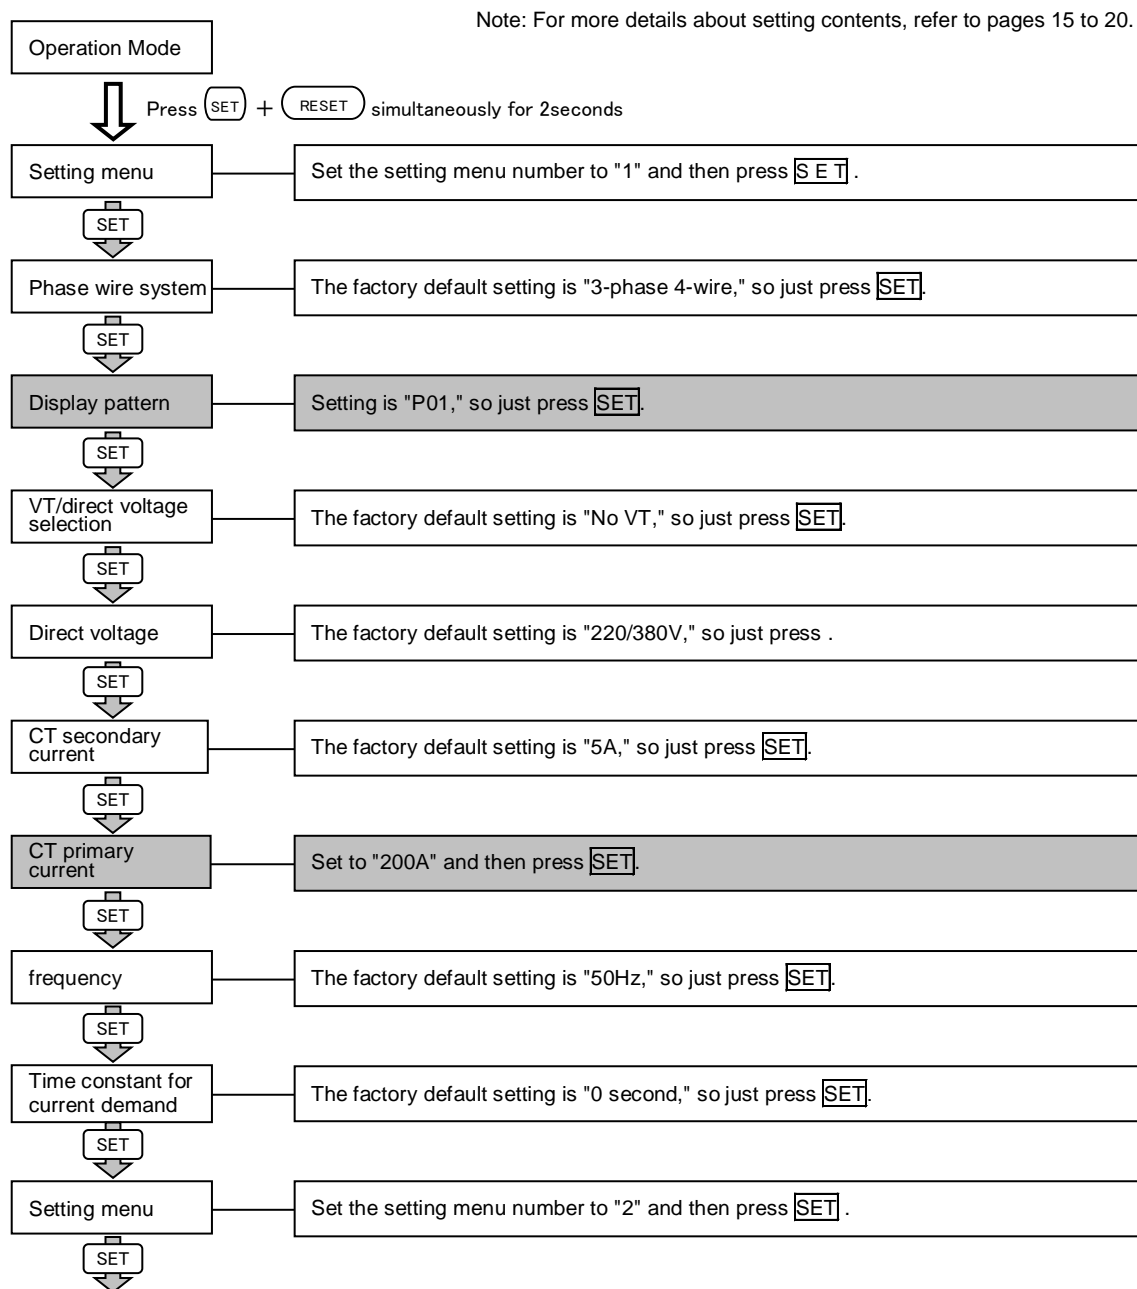 Note: For more details about setting contents, refer to pages 15 to 20.
Operation Mode
Press SET + RESET simultaneously for 2seconds
Setting menu
Set the setting menu number to "1" and then press S E T .
SET
Phase wire system
The factory default setting is "3-phase 4-wire," so just press SET.
SET
Display pattern
Setting is "P01," so just press SET.
SET
VT/direct voltage
selection
The factory default setting is "No VT," so just press SET.
SET
Direct voltage
The factory default setting is "220/380V," so just press .
SET
CT secondary
current
The factory default setting is "5A," so just press SET.
SET
CT primary
current
Set to "200A" and then press SET.
SET
frequency
The factory default setting is "50Hz," so just press SET.
SET
Time constant for
current demand
The factory default setting is "0 second," so just press SET.
SET
Setting menu
Set the setting menu number to "2" and then press SET .
SET